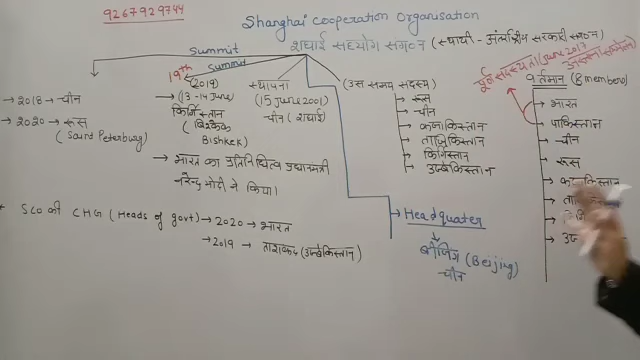 9267929744
Shanghai Cooperation Organisation
शंघाई सहयोग संगठन (स्थायी - अंतर्राष्ट्रीय सरकारी संगठन)
Summit
→ 2018 → चीन
→ 2020 → रूस
(Saint Peterburg)
19th Summit
(2019)
→ (13-14 June)
किर्गिस्तान
(बिश्केक
Bishkek
→ भारत का प्रतिनिधित्व प्रधानमंत्री
नरेन्द्र मोदी ने किया।
स्थापना
(15 June 2001)
चीन (शंघाई)
(उस समय सदस्य
→ रूस
→ चीन
→ कजाकिस्तान
→ ताजिकिस्तान
→ किर्गिस्तान
→ उज्बेकिस्तान
पूर्ण सदस्यता (June 2017
वर्तमान (8 members)
→ भारत
→ पाकिस्तान
→ चीन
→ रूस
SCO की CHG (Heads of govt) → 2020 → भारत
→ 2019 → ताशकंद (उज्बेकिस्तान)
→ Headquater
बीजिंग (Beijing)
चीन